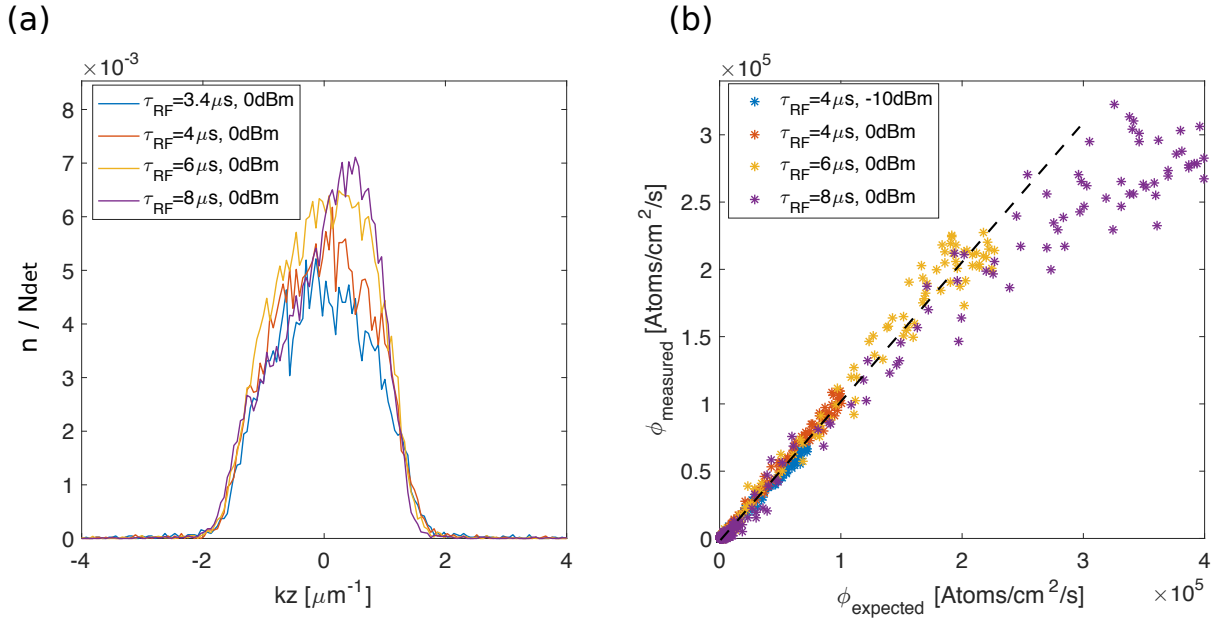 (a)
×10⁻³
8
7
6
5
4
3
2
1
0
n / Ndet
-4
-2
0
2
4
kz [μm⁻¹]
τRF=3.4μs, 0dBm
τRF=4μs, 0dBm
τRF=6μs, 0dBm
τRF=8μs, 0dBm
(b)
×10⁵
3
2.5
2
1.5
1
0.5
0
ϕmeasured [Atoms/cm²/s]
0
1
2
3
4
ϕexpected [Atoms/cm²/s]
×10⁵
τRF=4μs, -10dBm
τRF=4μs, 0dBm
τRF=6μs, 0dBm
τRF=8μs, 0dBm